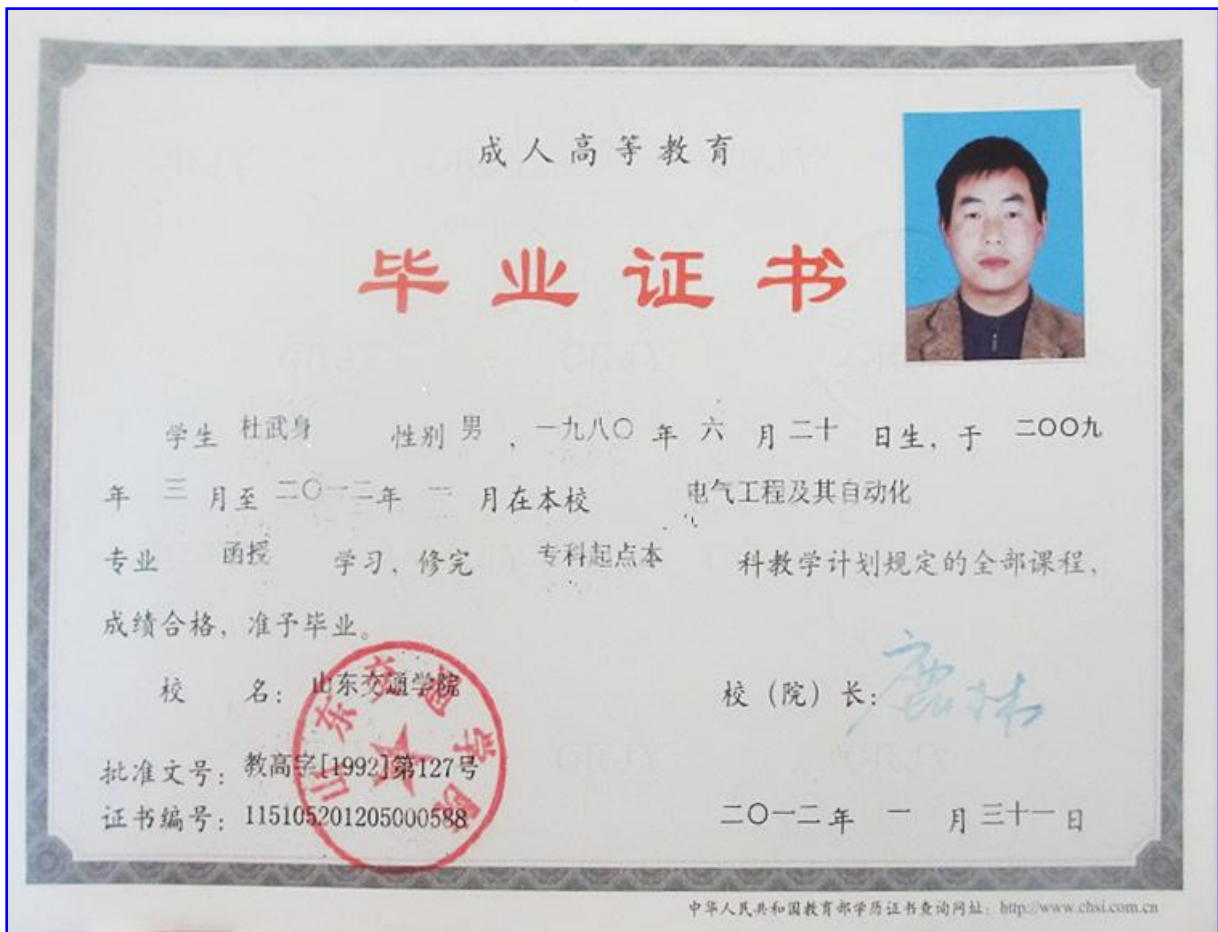 成人高等教育
毕业证书
学生 杜武身 性别 男 ，一九八〇 年 六 月 二十 日生，于 二〇〇九
年 三 月至 二〇一二年 一 月在本校 电气工程及其自动化
专业 函授 学习，修完 专科起点本 科教学计划规定的全部课程，
成绩合格，准予毕业。
校 名：山东交通学院
校（院）长：
山东交通学院
批准文号：教高字[1992]第127号
证书编号：115105201205000588
二〇一二年 一 月 三十一 日
中华人民共和国教育部学历证书查询网址：http://www.chsi.com.cn